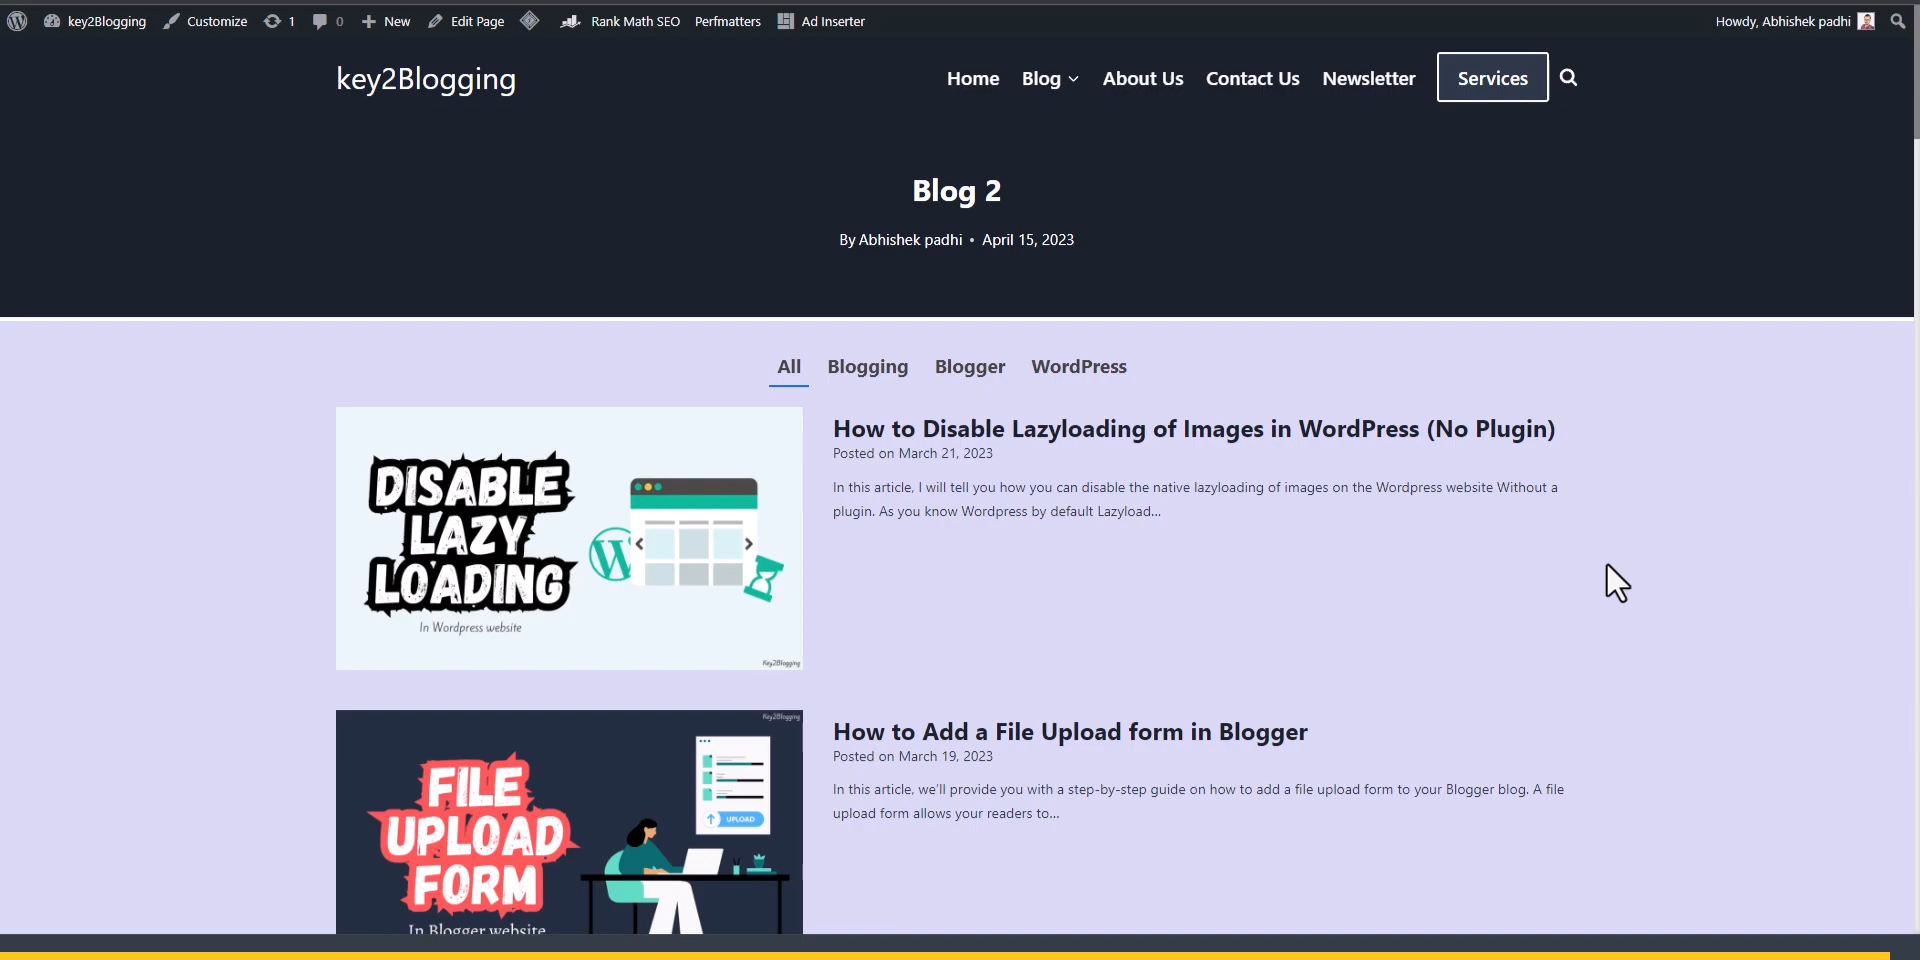 key2Blogging Customize 1 0 New Edit Page Rank Math SEO Perfmatters Ad Inserter Howdy, Abhishek padhi
key2Blogging Home Blog About Us Contact Us Newsletter Services
Blog 2
By Abhishek padhi • April 15, 2023
All Blogging Blogger WordPress
DISABLE
LAZY
LOADING
In Wordpress website
Key2Blogging
How to Disable Lazyloading of Images in WordPress (No Plugin)
Posted on March 21, 2023
In this article, I will tell you how you can disable the native lazyloading of images on the Wordpress website Without a
plugin. As you know Wordpress by default Lazyload...
Key2Blogging
FILE
UPLOAD
FORM
UPLOAD
In Blogger website
How to Add a File Upload form in Blogger
Posted on March 19, 2023
In this article, we'll provide you with a step-by-step guide on how to add a file upload form to your Blogger blog. A file
upload form allows your readers to...